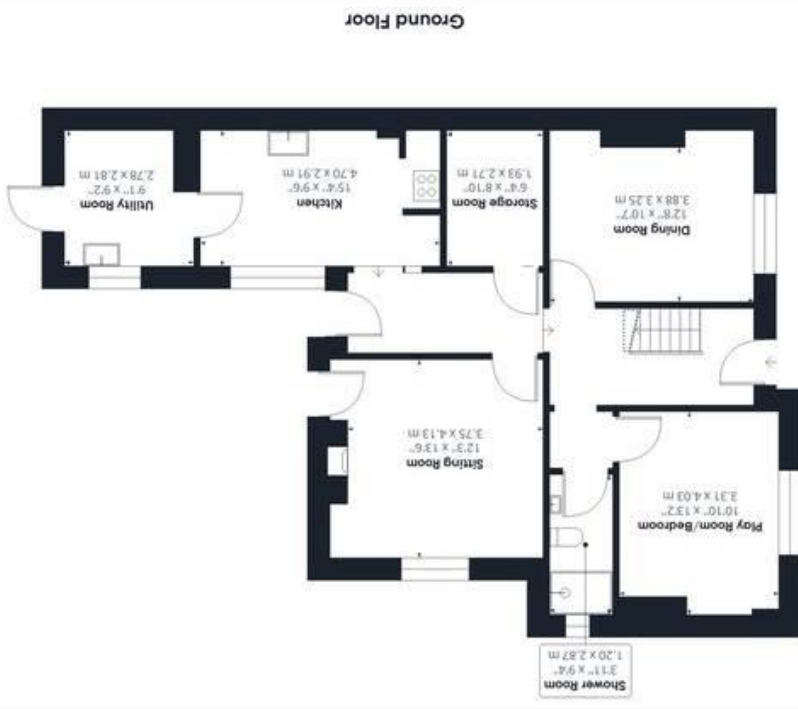 Shower Room
3'11" x 9'4"
1.20 x 2.87 m
Play Room/Bedroom
10'10" x 13'2"
3.31 x 4.03 m
Sitting Room
12'3" x 13'6"
3.75 x 4.13 m
Dining Room
12'8" x 10'7"
3.88 x 3.25 m
Storage Room
6'4" x 8'10"
1.93 x 2.71 m
Kitchen
15'4" x 9'6"
4.70 x 2.91 m
Utility Room
9'1" x 9'2"
2.78 x 2.81 m
Ground Floor